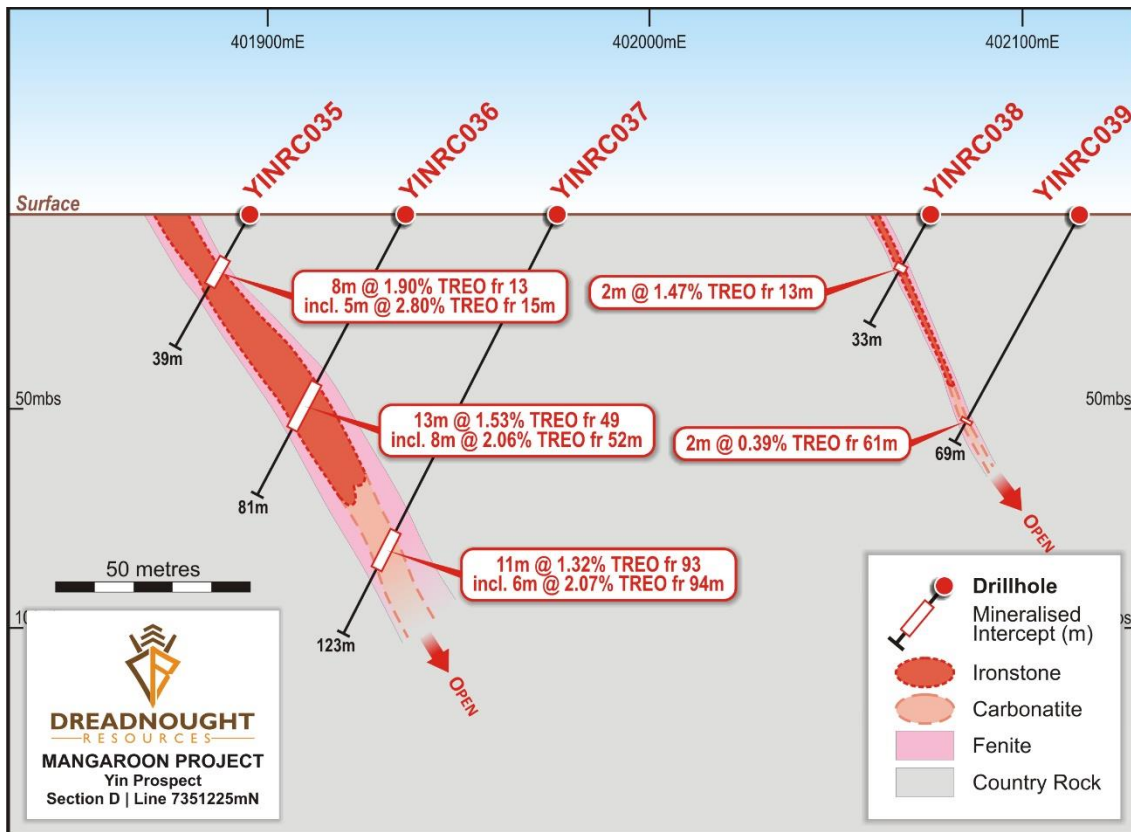 401900mE
402000mE
402100mE
YINRC035
YINRC036
YINRC037
YINRC038
YINRC039
Surface
8m @ 1.90% TREO fr 13
incl. 5m @ 2.80% TREO fr 15m
2m @ 1.47% TREO fr 13m
39m
33m
50mbs
50mbs
13m @ 1.53% TREO fr 49
incl. 8m @ 2.06% TREO fr 52m
2m @ 0.39% TREO fr 61m
69m
81m
OPEN
11m @ 1.32% TREO fr 93
incl. 6m @ 2.07% TREO fr 94m
50 metres
123m
OPEN
DREADNOUGHT
RESOURCES
MANGAROON PROJECT
Yin Prospect
Section D | Line 7351225mN
Drillhole
Mineralised
Intercept (m)
Ironstone
Carbonatite
Fenite
Country Rock